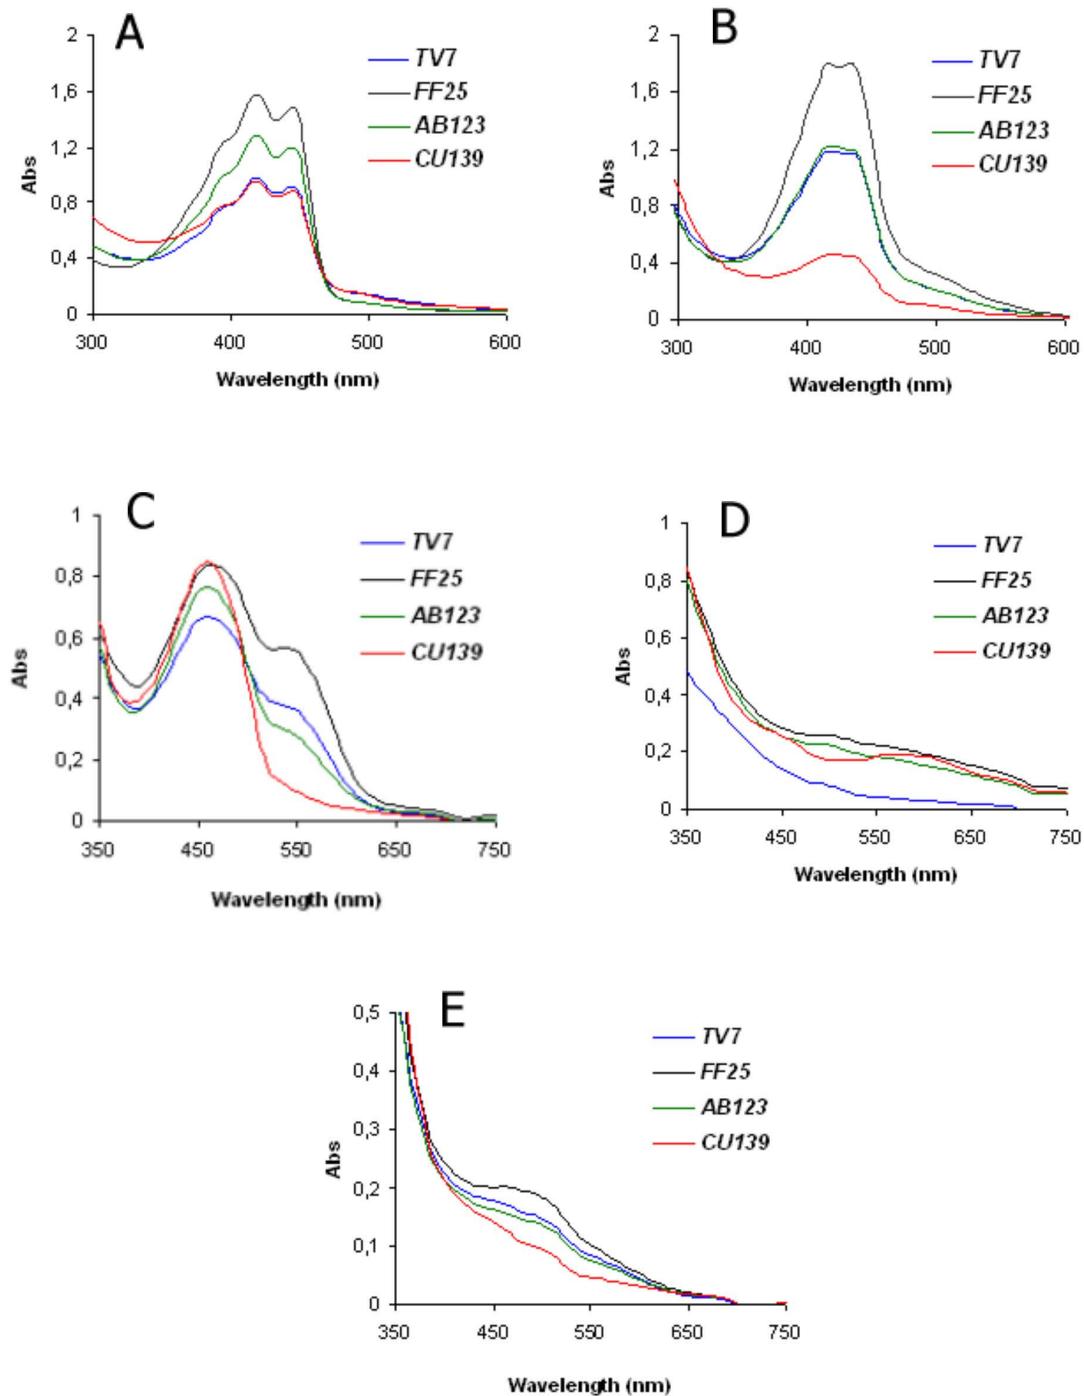 A
2
1,6
1,2
0,8
0,4
0
Abs
300
400
500
600
Wavelength (nm)
TV7
FF25
AB123
CU139
B
2
1,6
1,2
0,8
0,4
0
Abs
300
400
500
600
Wavelength (nm)
TV7
FF25
AB123
CU139
C
1
0,8
0,6
0,4
0,2
0
Abs
350
450
550
650
750
Wavelength (nm)
TV7
FF25
AB123
CU139
D
1
0,8
0,6
0,4
0,2
0
Abs
350
450
550
650
750
Wavelength (nm)
TV7
FF25
AB123
CU139
E
0,5
0,4
0,3
0,2
0,1
0
Abs
350
450
550
650
750
Wavelength (nm)
TV7
FF25
AB123
CU139